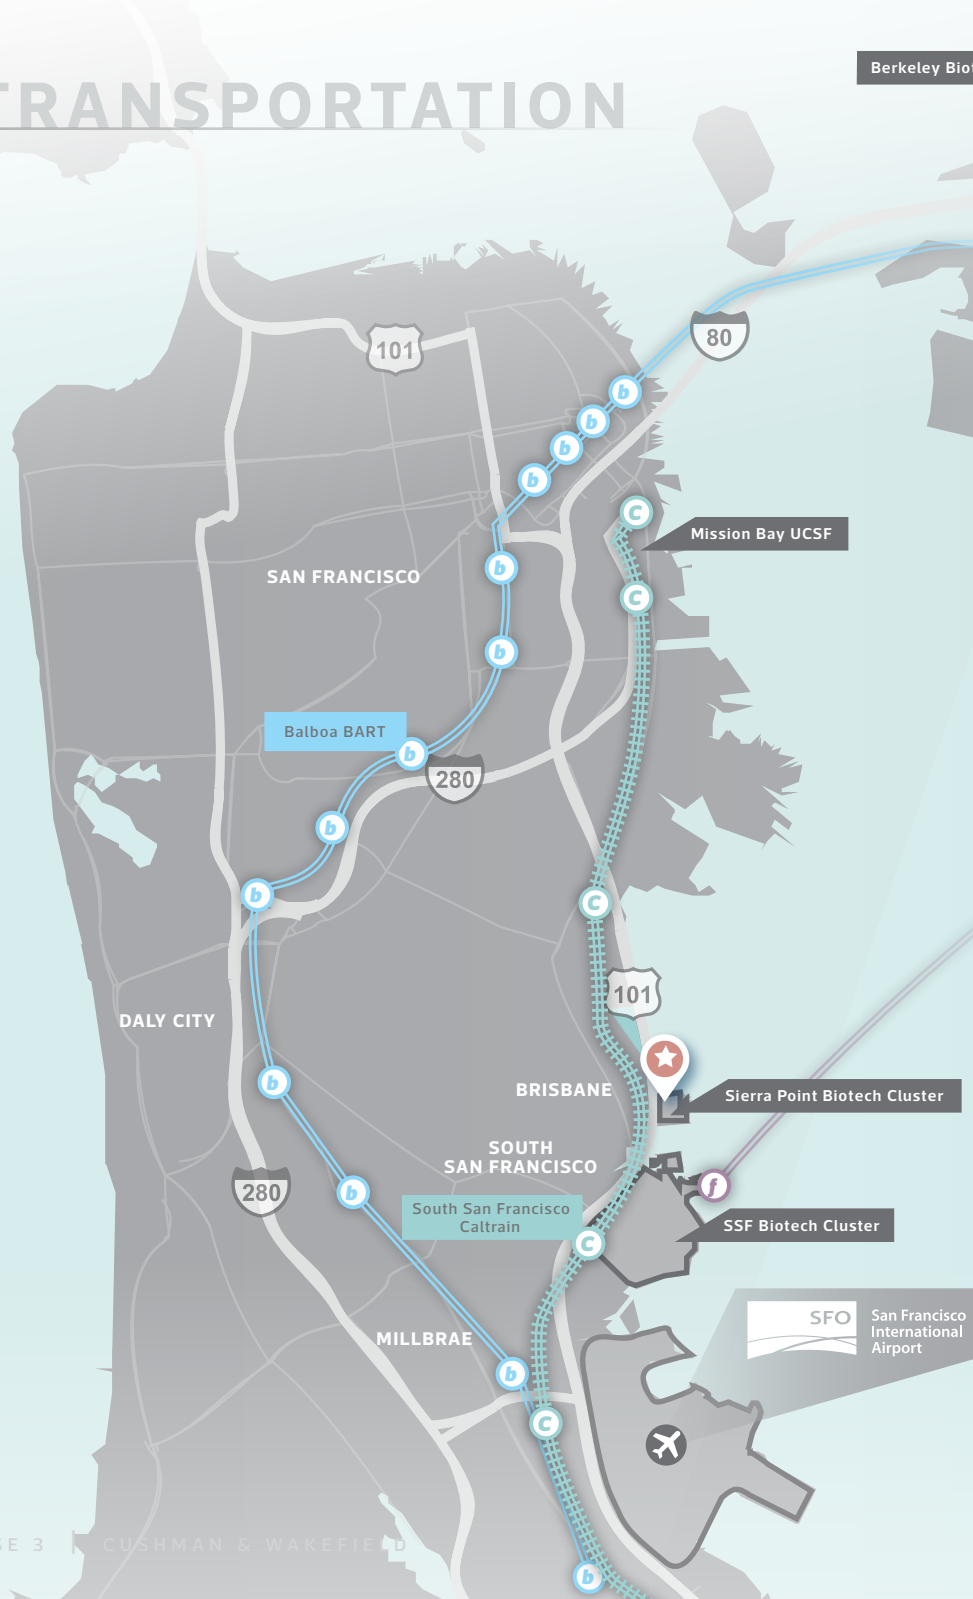 TRANSPORTATION
Berkeley
101
80
b
b
b
b
C
Mission Bay UCSF
b
SAN FRANCISCO
C
b
Balboa BART
b
280
b
b
C
101
DALY CITY
b
BRISBANE
Sierra Point Biotech Cluster
SOUTH
SAN FRANCISCO
f
280
b
South San Francisco
Caltrain
SSF Biotech Cluster
C
SFO
San Francisco
International
Airport
MILLBRAE
b
C
SE 3 | CUSHMAN & WAKEFIELD
b